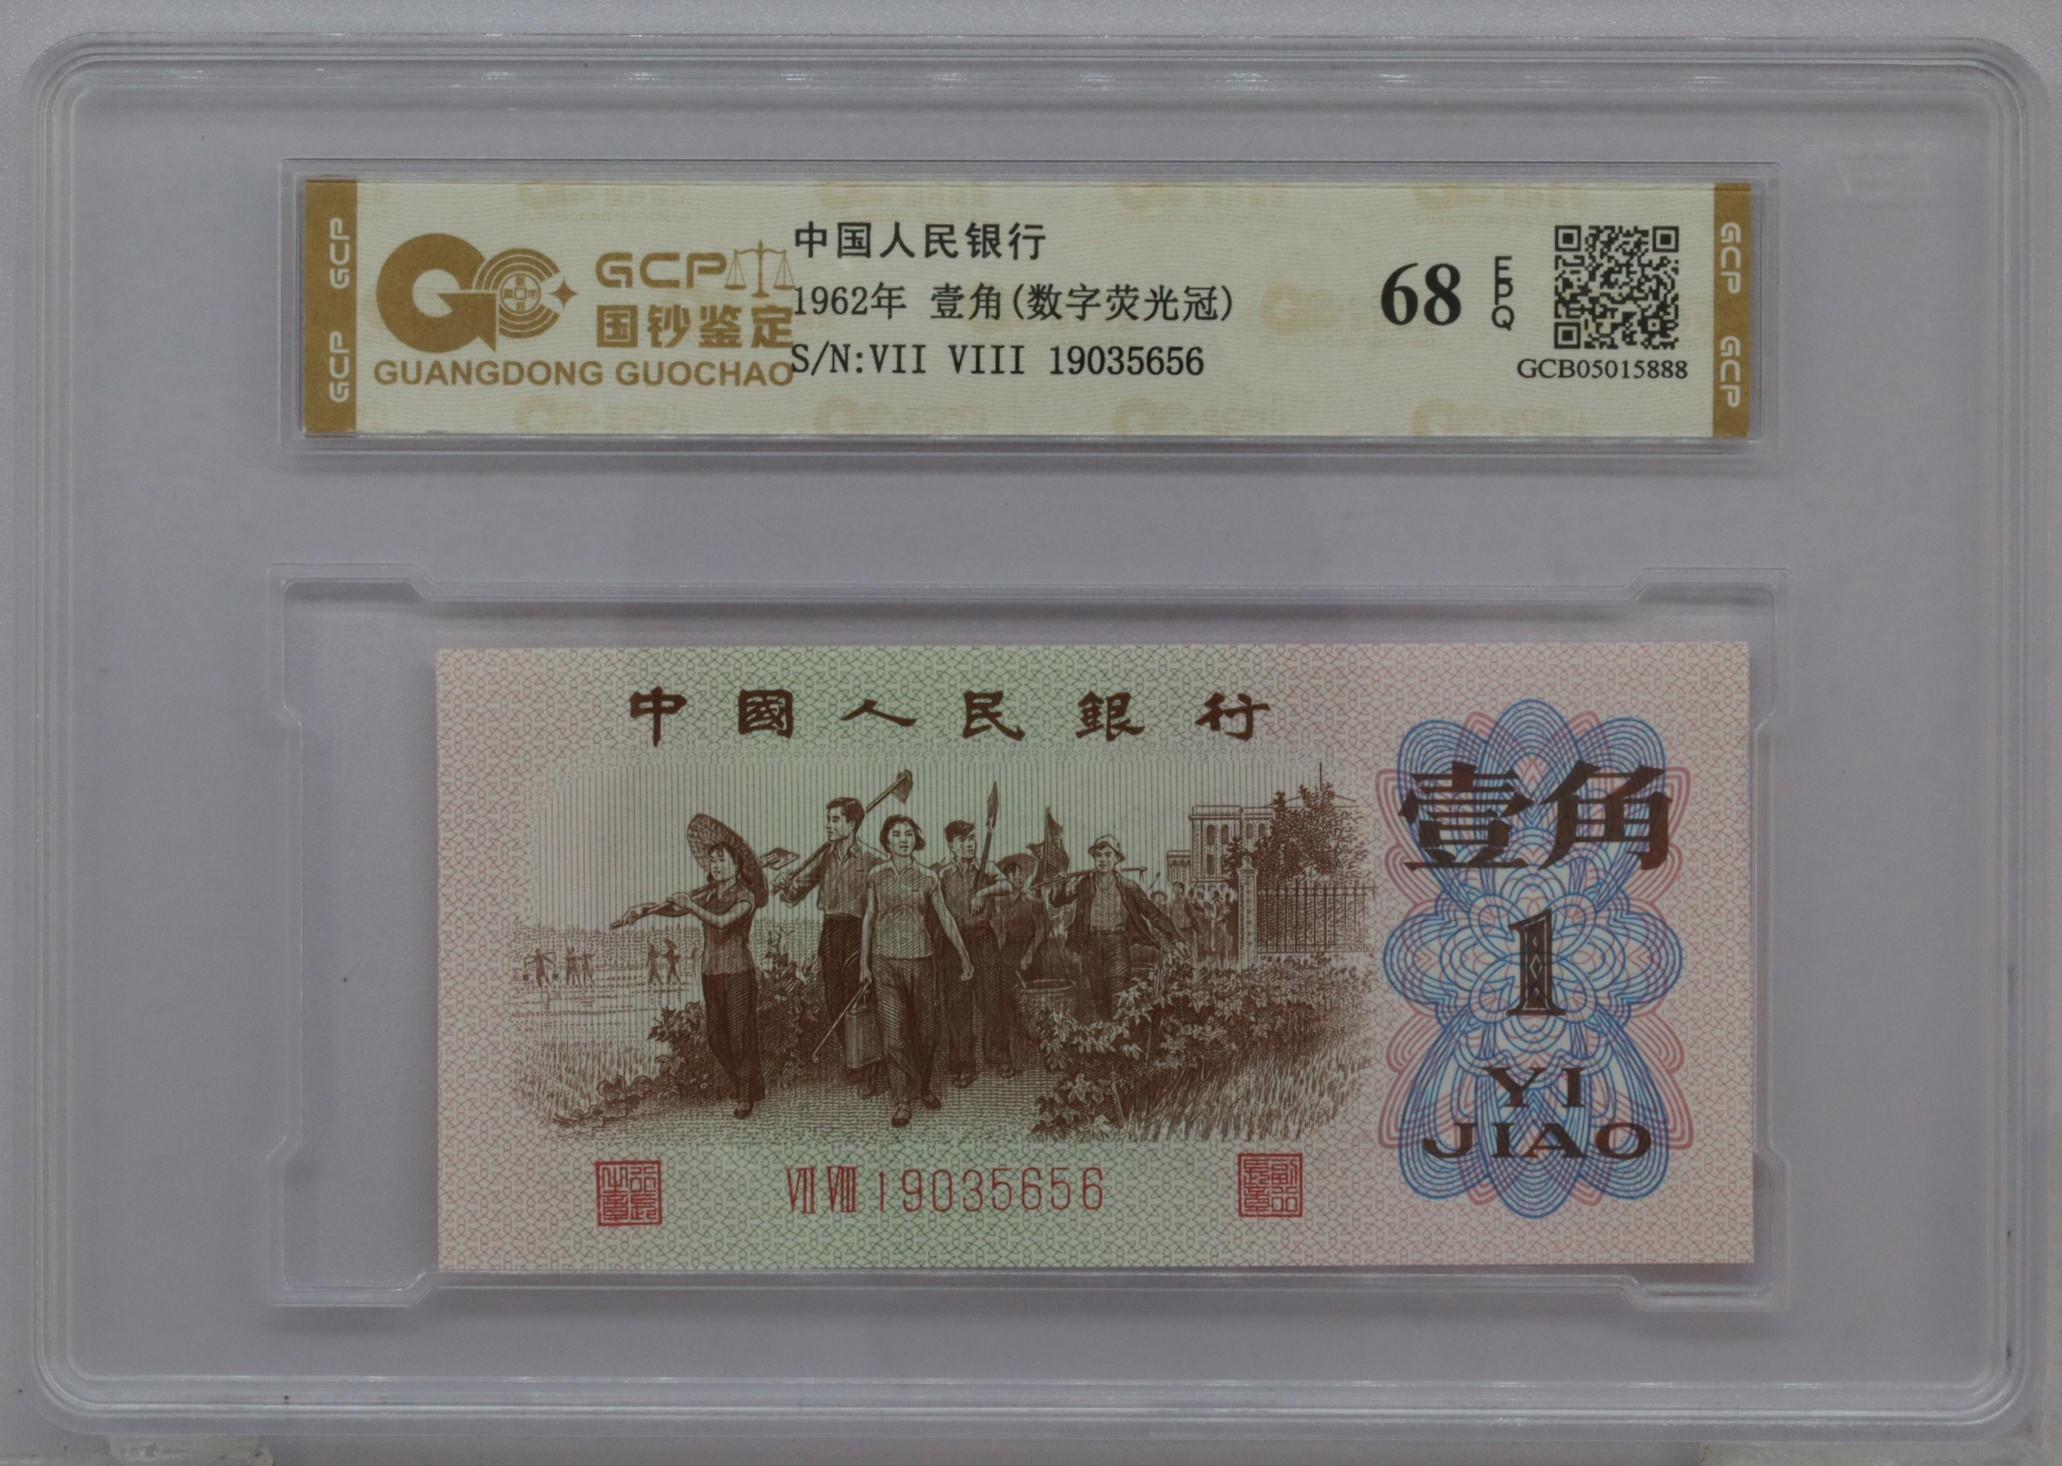 GCP
GCP
GCP
国钞鉴定
GUANGDONG GUOCHAO
中国人民银行
1962年 壹角(数字荧光冠)
S/N:VII VIII 19035656
68 EPQ
GCB05015888
GCP
GCP
中國人民銀行
壹角
1
YI
JIAO
VII VIII 19035656